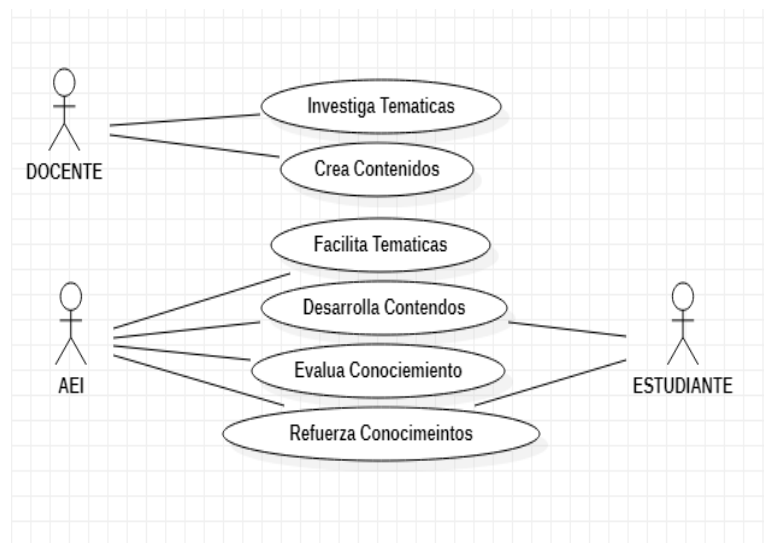 Investiga Tematicas
DOCENTE
Crea Contenidos
Facilita Tematicas
Desarrolla Contendos
Evalua Conociemiento
AEI
ESTUDIANTE
Refuerza Conocimeintos